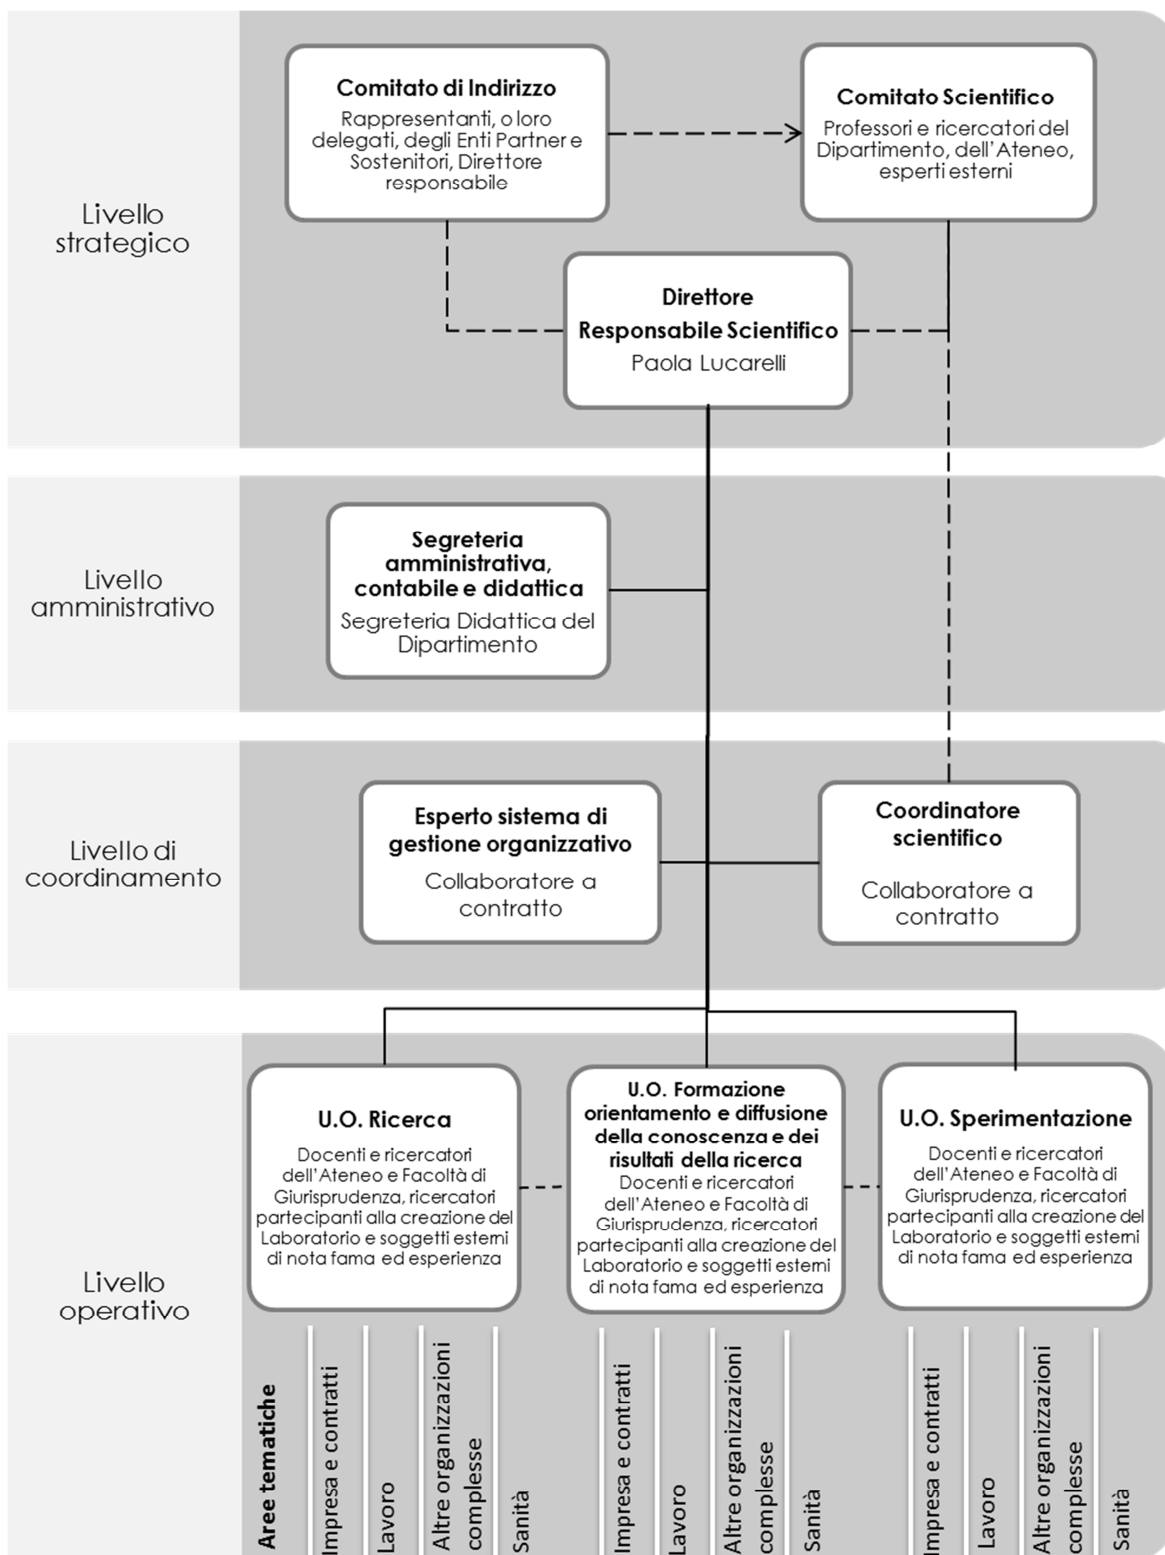 Livello
strategico
Comitato di Indirizzo
Rappresentanti, o loro
delegati, degli Enti Partner e
Sostenitori, Direttore
responsabile
Comitato Scientifico
Professori e ricercatori del
Dipartimento, dell'Ateneo,
esperti esterni
Direttore
Responsabile Scientifico
Paola Lucarelli
Livello
amministrativo
Segreteria
amministrativa,
contabile e didattica
Segreteria Didattica del
Dipartimento
Livello di
coordinamento
Esperto sistema di
gestione organizzativo
Collaboratore a
contratto
Coordinatore
scientifico
Collaboratore a
contratto
Livello
operativo
U.O. Ricerca
Docenti e ricercatori
dell'Ateneo e Facoltà di
Giurisprudenza, ricercatori
partecipanti alla creazione del
Laboratorio e soggetti esterni
di nota fama ed esperienza
U.O. Formazione
orientamento e diffusione
della conoscenza e dei
risultati della ricerca
Docenti e ricercatori
dell'Ateneo e Facoltà di
Giurisprudenza, ricercatori
partecipanti alla creazione del
Laboratorio e soggetti esterni
di nota fama ed esperienza
U.O. Sperimentazione
Docenti e ricercatori
dell'Ateneo e Facoltà di
Giurisprudenza, ricercatori
partecipanti alla creazione del
Laboratorio e soggetti esterni
di nota fama ed esperienza
Aree tematiche
Impresa e contratti
Lavoro
Altre organizzazioni
complesse
Sanità
Impresa e contratti
Lavoro
Altre organizzazioni
complesse
Sanità
Impresa e contratti
Lavoro
Altre organizzazioni
complesse
Sanità